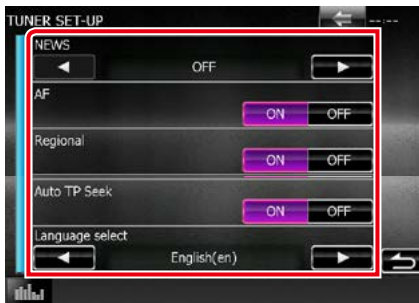 TUNER SET-UP
--:--
NEWS
OFF
AF
ON OFF
Regional
ON OFF
Auto TP Seek
ON OFF
Language select
English(en)